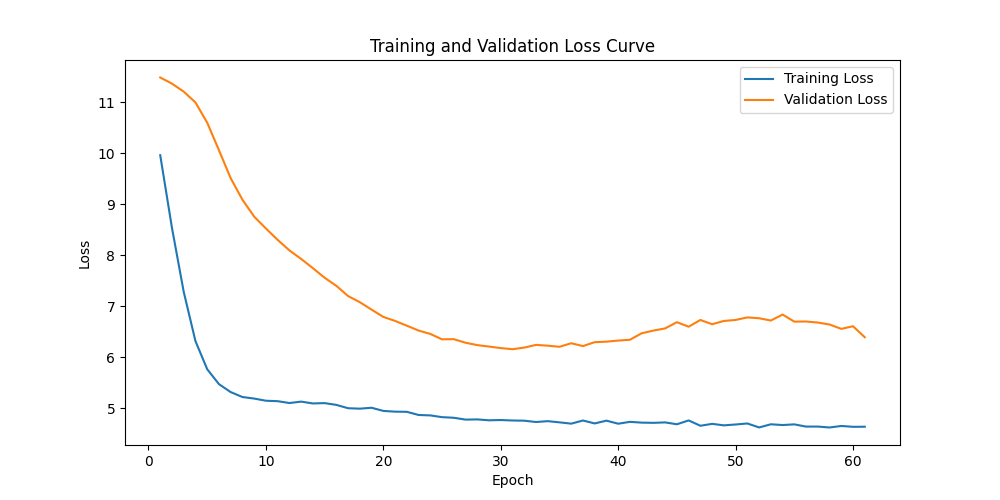 Training and Validation Loss Curve
Training Loss
Validation Loss
11
10
9
8
7
6
5
Loss
0 10 20 30 40 50 60
Epoch